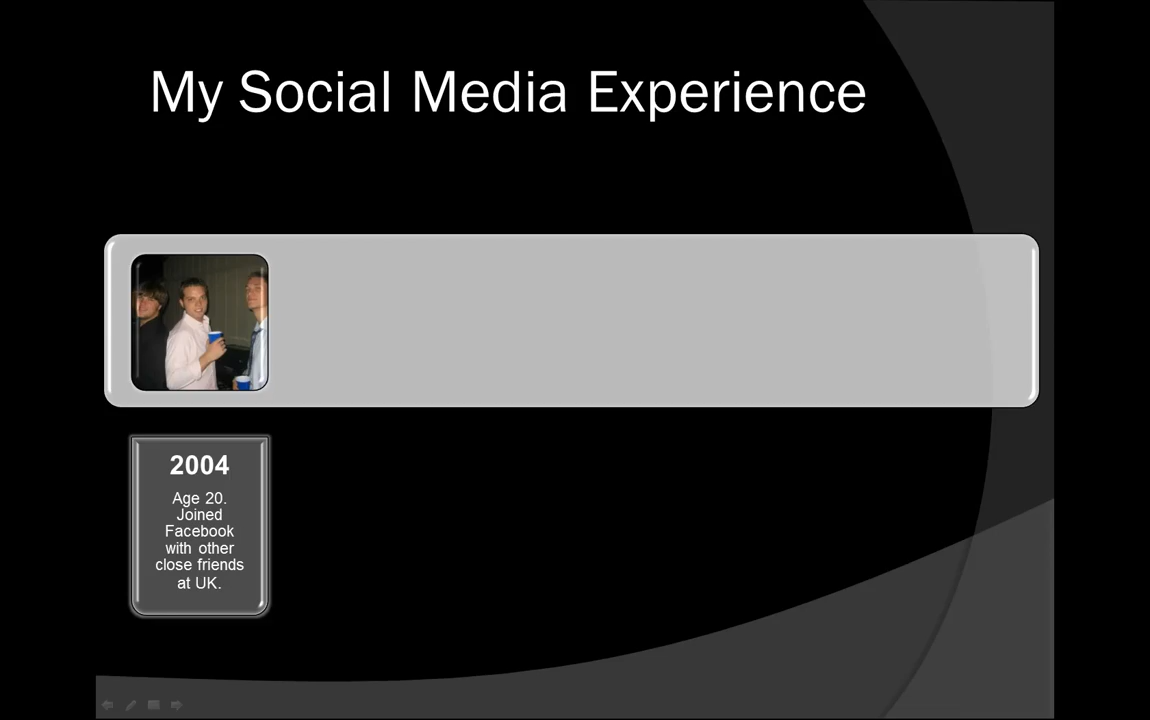 My Social Media Experience
2004
Age 20.
Joined
Facebook
with other
close friends
at UK.